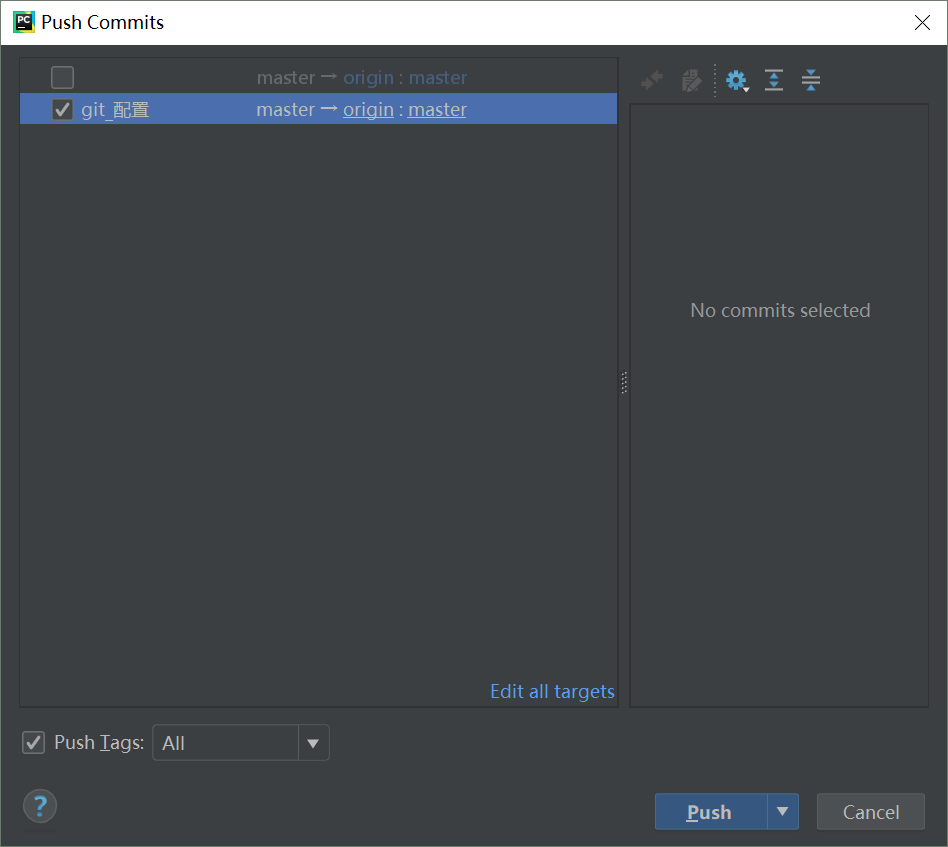 PC Push Commits
master → origin : master
git_配置 master → origin : master
No commits selected
Edit all targets
Push Tags: All
?
Push Cancel